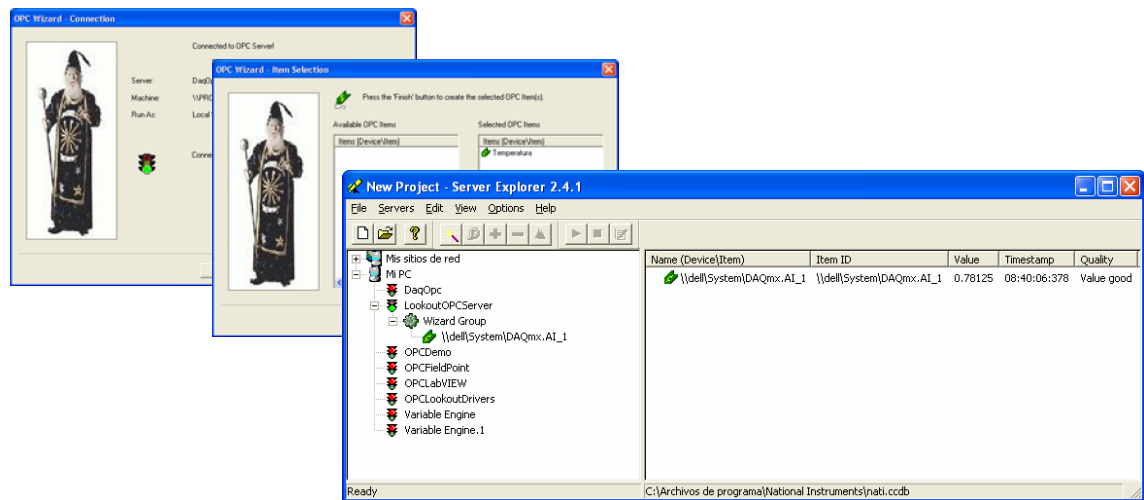 OPC Wizard - Connection
Connected to OPC Server!
Server:
Machine:
Run As:
OPC Wizard - Item Selection
Press the 'Finish' button to create the selected OPC Item(s).
Available OPC Items
Selected OPC Items
Items (Device\Item)
Items (Device\Item)
Temperatura
New Project - Server Explorer 2.4.1
File Servers Edit View Options Help
Mis sitios de red
Mi PC
DaqOpc
LookoutOPCServer
Wizard Group
\\dell\System\DAQmx.AI_1
OPCDemo
OPCFieldPoint
OPCLabVIEW
OPCLookoutDrivers
Variable Engine
Variable Engine.1
Name (Device\Item) Item ID Value Timestamp Quality
\\dell\System\DAQmx.AI_1 \\dell\System\DAQmx.AI_1 0.78125 08:40:06:378 Value good
Ready
C:\Archivos de programa\National Instruments\nati.ccdb